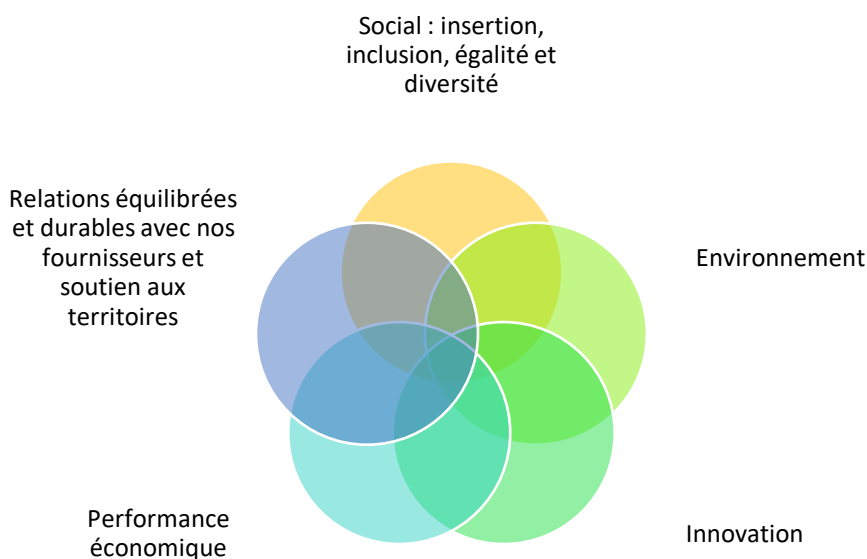 Social : insertion,
inclusion, égalité et
diversité
Relations équilibrées
et durables avec nos
fournisseurs et
soutien aux
territoires
Environnement
Performance
économique
Innovation